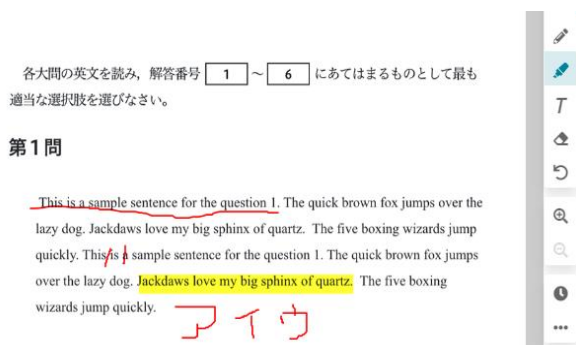 各大問の英文を読み，解答番号 1 ～ 6 にあてはまるものとして最も
適当な選択肢を選びなさい。
第1問
This is a sample sentence for the question 1. The quick brown fox jumps over the
lazy dog. Jackdaws love my big sphinx of quartz. The five boxing wizards jump
quickly. This is a sample sentence for the question 1. The quick brown fox jumps
over the lazy dog. Jackdaws love my big sphinx of quartz. The five boxing
wizards jump quickly.
アイウ
T